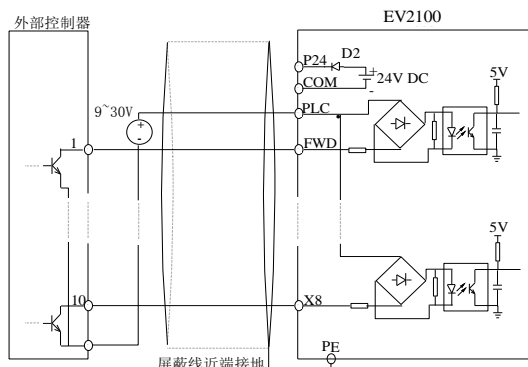 外部控制器
EV2100
P24
D2
24V DC
+
-
COM
5V
9~30V
+
-
PLC
1
FWD
5V
10
X8
屏蔽线近端接地
PE